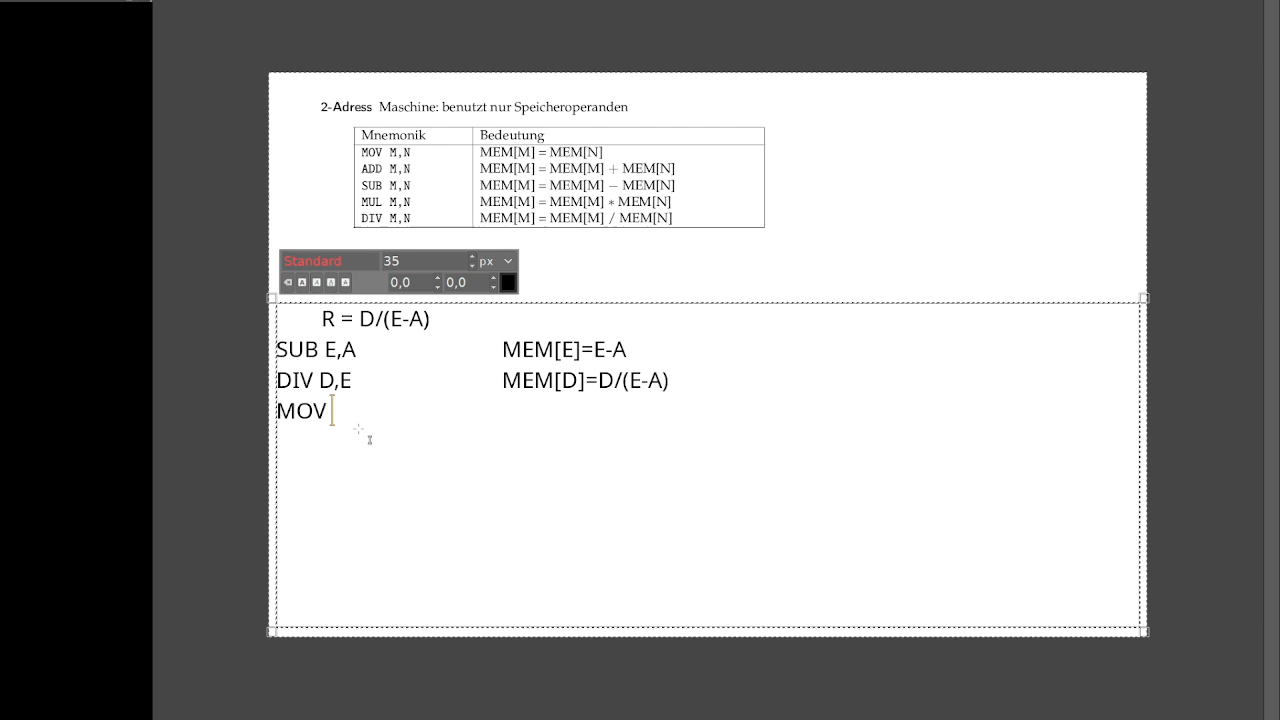 2-Adress Maschine: benutzt nur Speicheroperanden
Mnemonik Bedeutung
MOV M,N MEM[M] = MEM[N]
ADD M,N MEM[M] = MEM[M] + MEM[N]
SUB M,N MEM[M] = MEM[M] − MEM[N]
MUL M,N MEM[M] = MEM[M] ∗ MEM[N]
DIV M,N MEM[M] = MEM[M] / MEM[N]
Standard 35 px
0,0 0,0
R = D/(E-A)
SUB E,A MEM[E]=E-A
DIV D,E MEM[D]=D/(E-A)
MOV